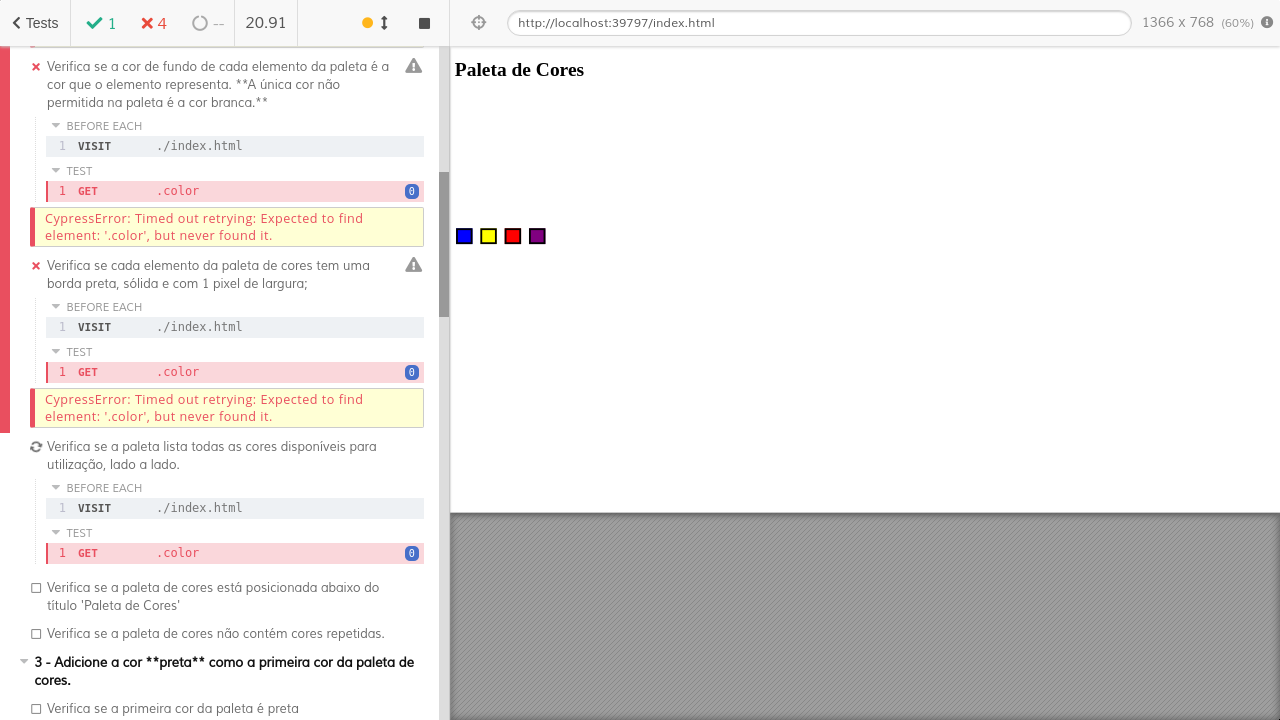 Tests
1
4
--
20.91
http://localhost:39797/index.html
1366 x 768 (60%)
Verifica se a cor de fundo de cada elemento da paleta é a
cor que o elemento representa. **A única cor não
permitida na paleta é a cor branca.**
BEFORE EACH
1 VISIT ./index.html
TEST
1 GET .color 0
CypressError: Timed out retrying: Expected to find
element: '.color', but never found it.
Verifica se cada elemento da paleta de cores tem uma
borda preta, sólida e com 1 pixel de largura;
BEFORE EACH
1 VISIT ./index.html
TEST
1 GET .color 0
CypressError: Timed out retrying: Expected to find
element: '.color', but never found it.
Verifica se a paleta lista todas as cores disponíveis para
utilização, lado a lado.
BEFORE EACH
1 VISIT ./index.html
TEST
1 GET .color 0
Verifica se a paleta de cores está posicionada abaixo do
título 'Paleta de Cores'
Verifica se a paleta de cores não contém cores repetidas.
3 - Adicione a cor **preta** como a primeira cor da paleta de
cores.
Verifica se a primeira cor da paleta é preta
Paleta de Cores